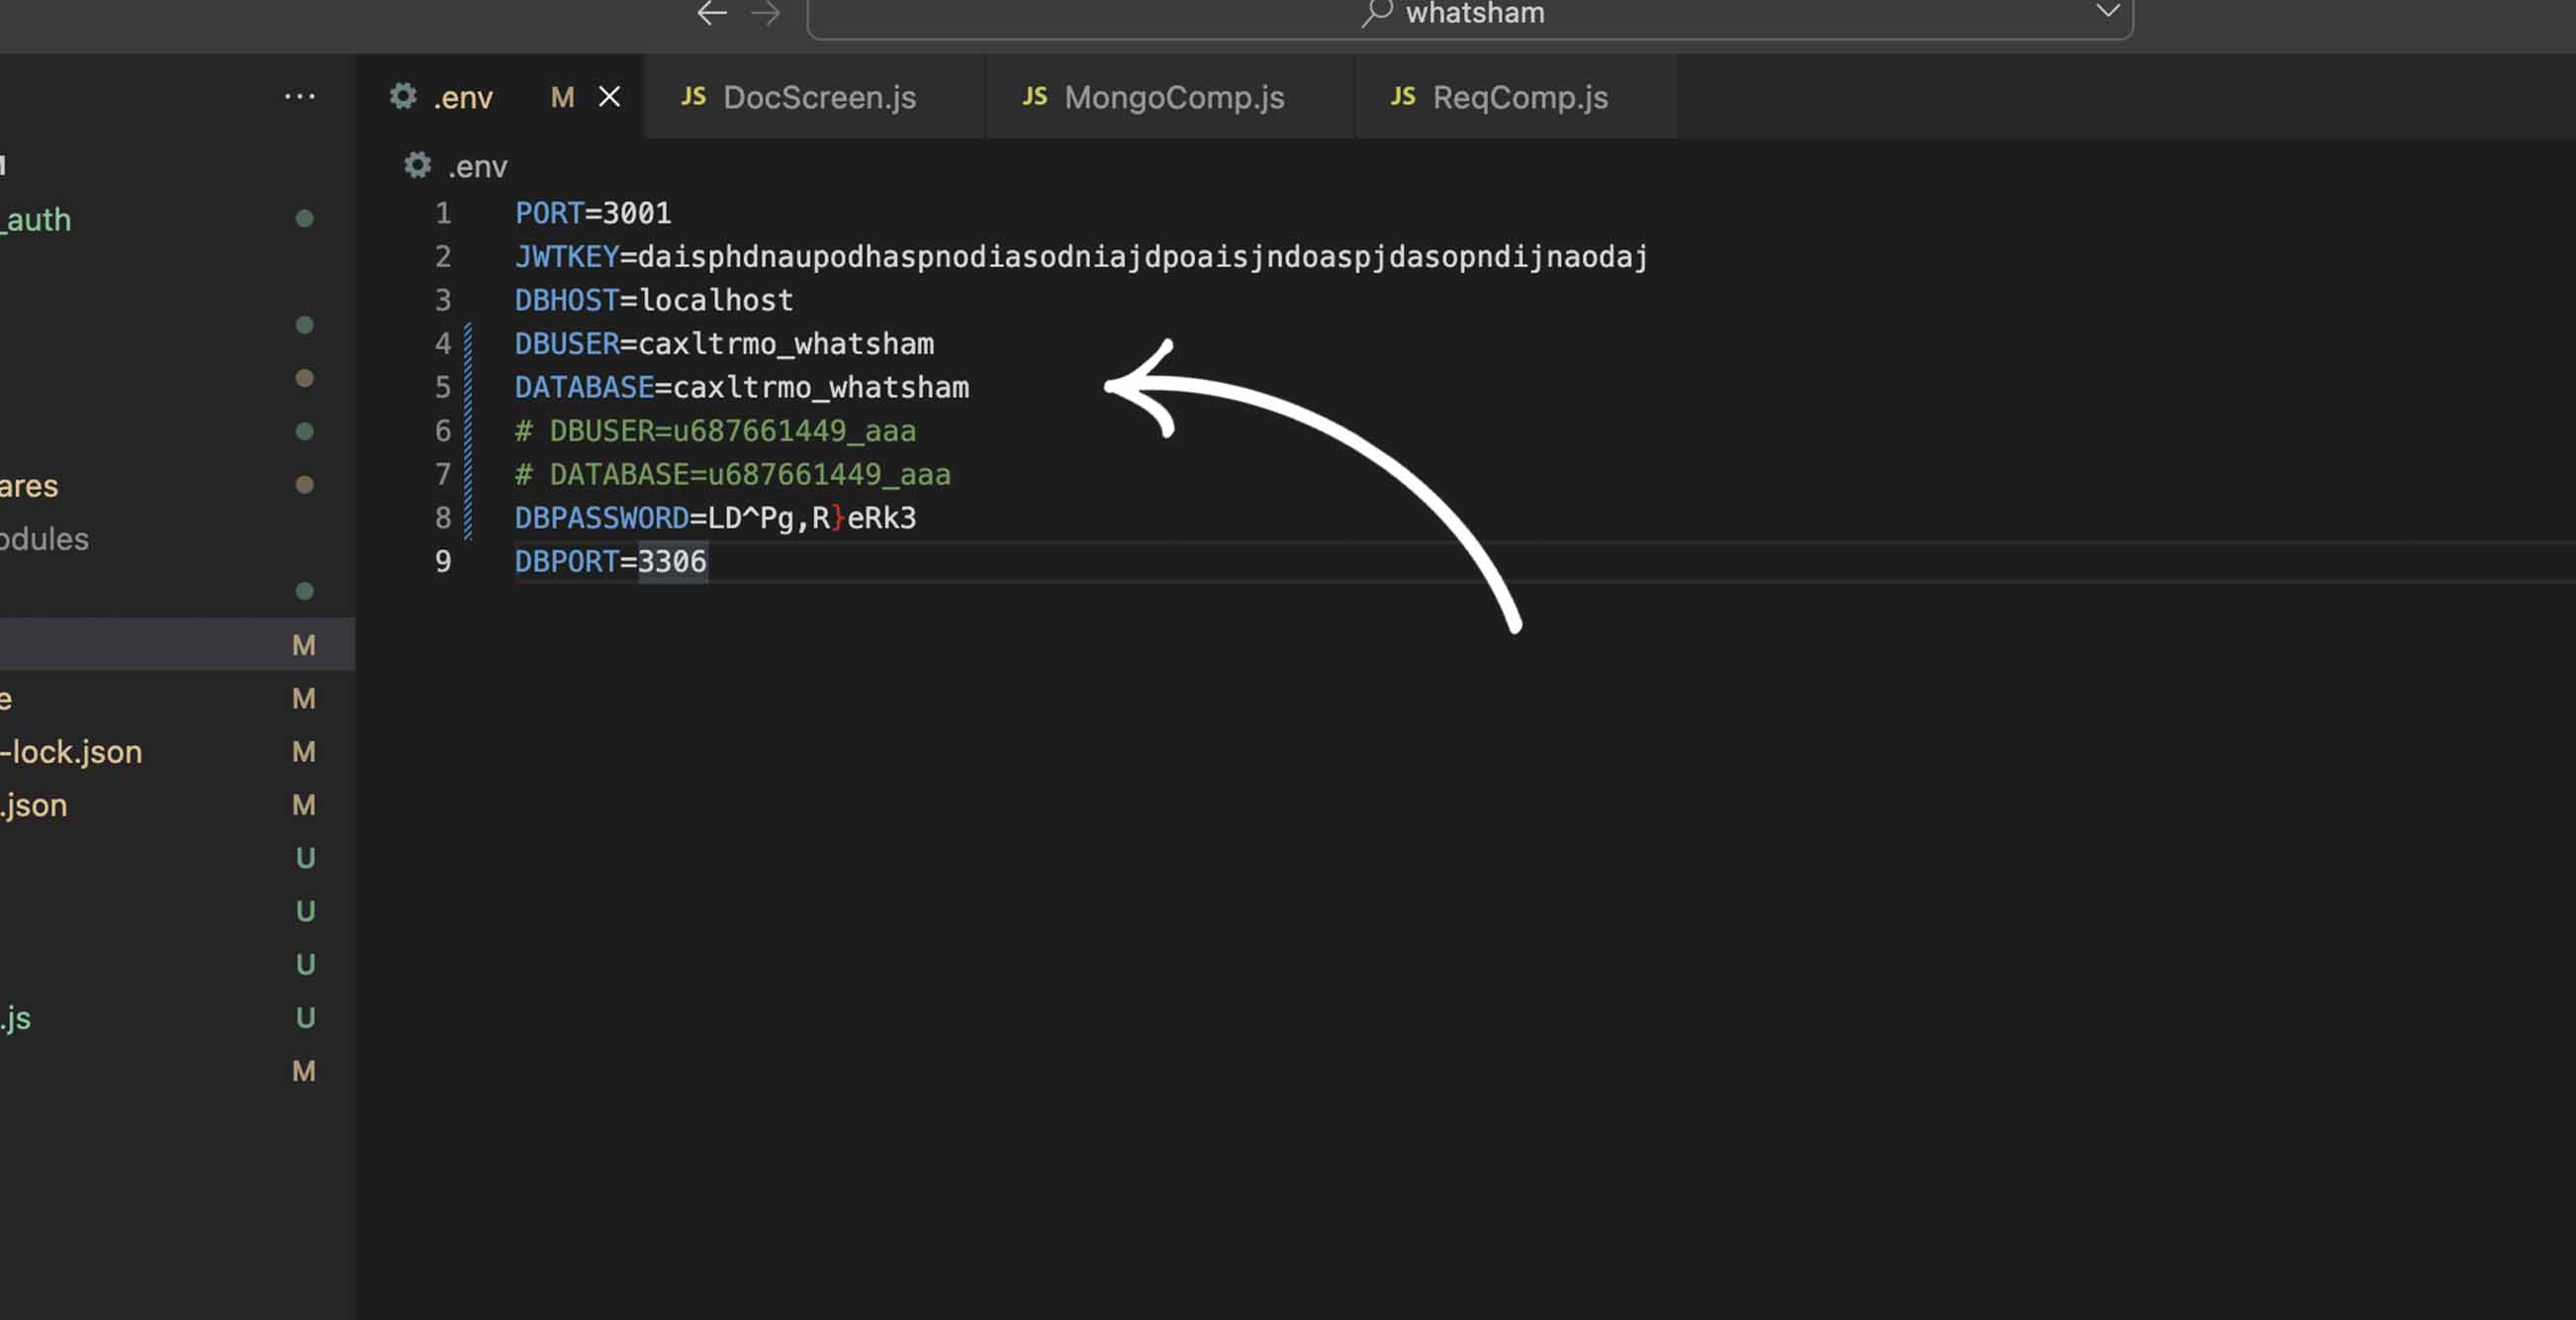 whatsham
.env M
JS DocScreen.js
JS MongoComp.js
JS ReqComp.js
.env
_auth
ares
odules
M
e M
-lock.json M
.json M
U
U
U
.js U
M
1 PORT=3001
2 JWTKEY=daisphdnaupodhaspnodiasodniajdpoaisjndoaspjdasopndijnaodaj
3 DBHOST=localhost
4 DBUSER=caxltrmo_whatsham
5 DATABASE=caxltrmo_whatsham
6 # DBUSER=u687661449_aaa
7 # DATABASE=u687661449_aaa
8 DBPASSWORD=LD^Pg,R}eRk3
9 DBPORT=3306